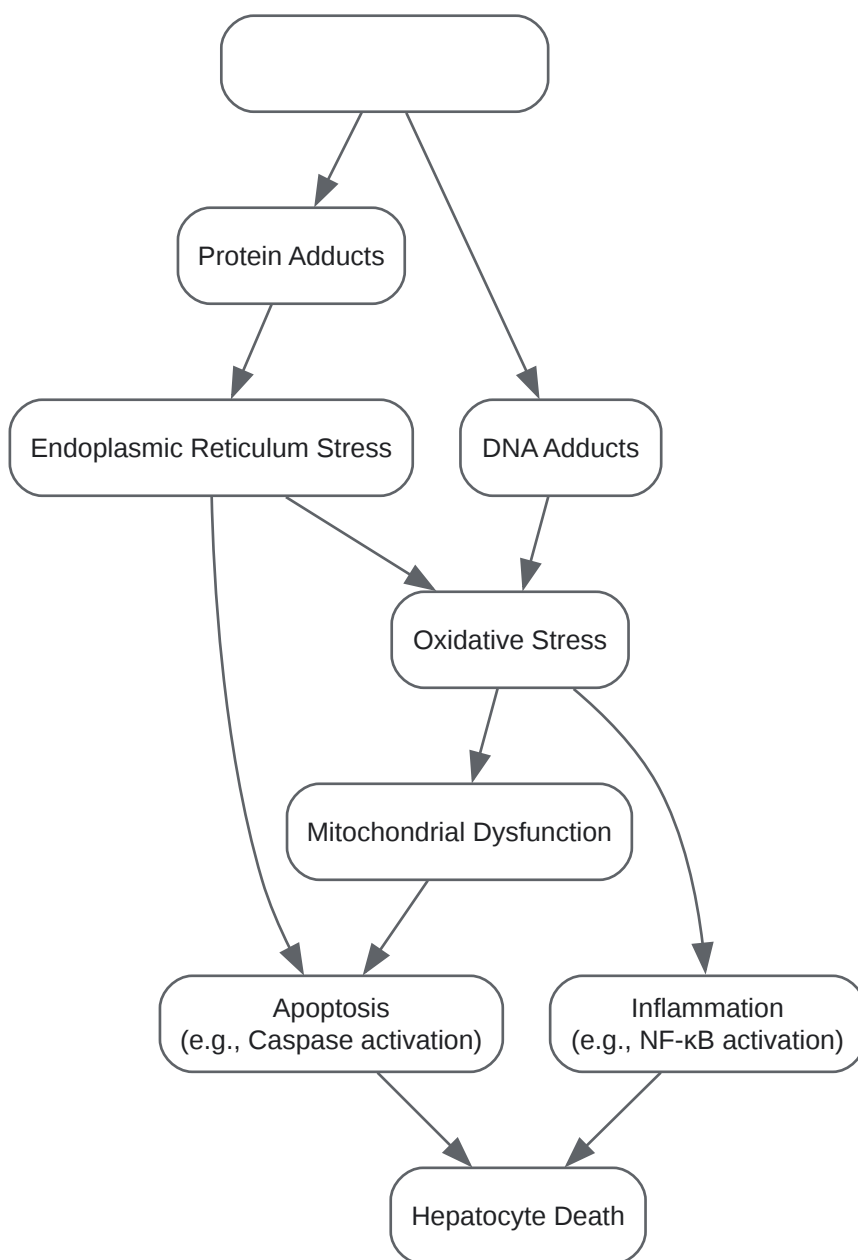 Protein Adducts
Endoplasmic Reticulum Stress
DNA Adducts
Oxidative Stress
Mitochondrial Dysfunction
Apoptosis
(e.g., Caspase activation)
Inflammation
(e.g., NF-κB activation)
Hepatocyte Death